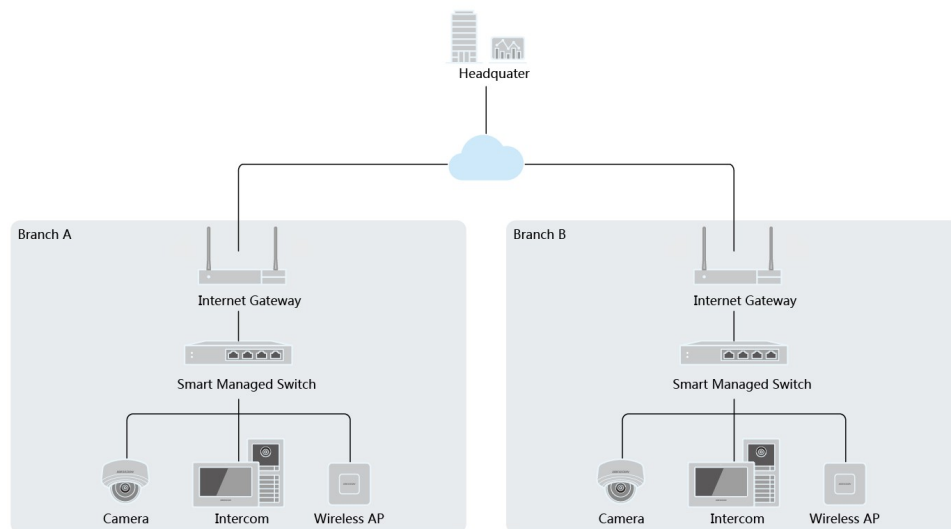 Headquater
Branch A
Branch B
Internet Gateway
Internet Gateway
Smart Managed Switch
Smart Managed Switch
Camera
Intercom
Wireless AP
Camera
Intercom
Wireless AP